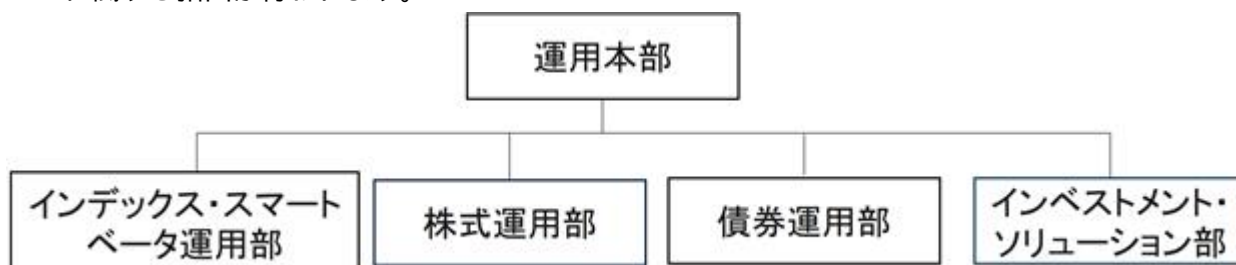 運用本部
インデックス・スマート
ベータ運用部
株式運用部
債券運用部
インベストメント・
ソリューション部